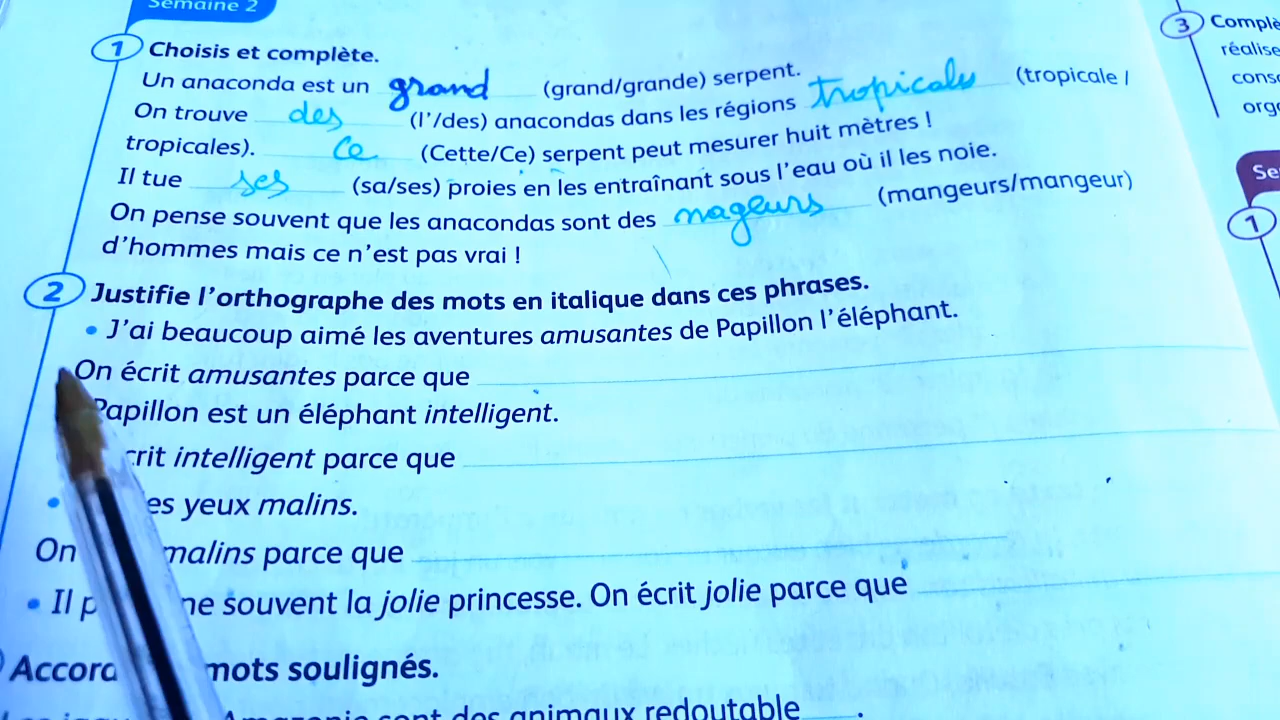 Semaine 2
1 Choisis et complète.
Un anaconda est un grand (grand/grande) serpent.
On trouve des (l'/des) anacondas dans les régions tropicales (tropicale /
tropicales). Ce (Cette/Ce) serpent peut mesurer huit mètres !
Il tue ses (sa/ses) proies en les entraînant sous l'eau où il les noie.
On pense souvent que les anacondas sont des mageurs (mangeurs/mangeur)
d'hommes mais ce n'est pas vrai !
2 Justifie l'orthographe des mots en italique dans ces phrases.
• J'ai beaucoup aimé les aventures amusantes de Papillon l'éléphant.
On écrit amusantes parce que
Papillon est un éléphant intelligent.
crit intelligent parce que
• es yeux malins.
On malins parce que
• Il p ne souvent la jolie princesse. On écrit jolie parce que
Accord mots soulignés.
sont des animaux redoutable .
3 Complè
réalise
cons
orgr
Se
1